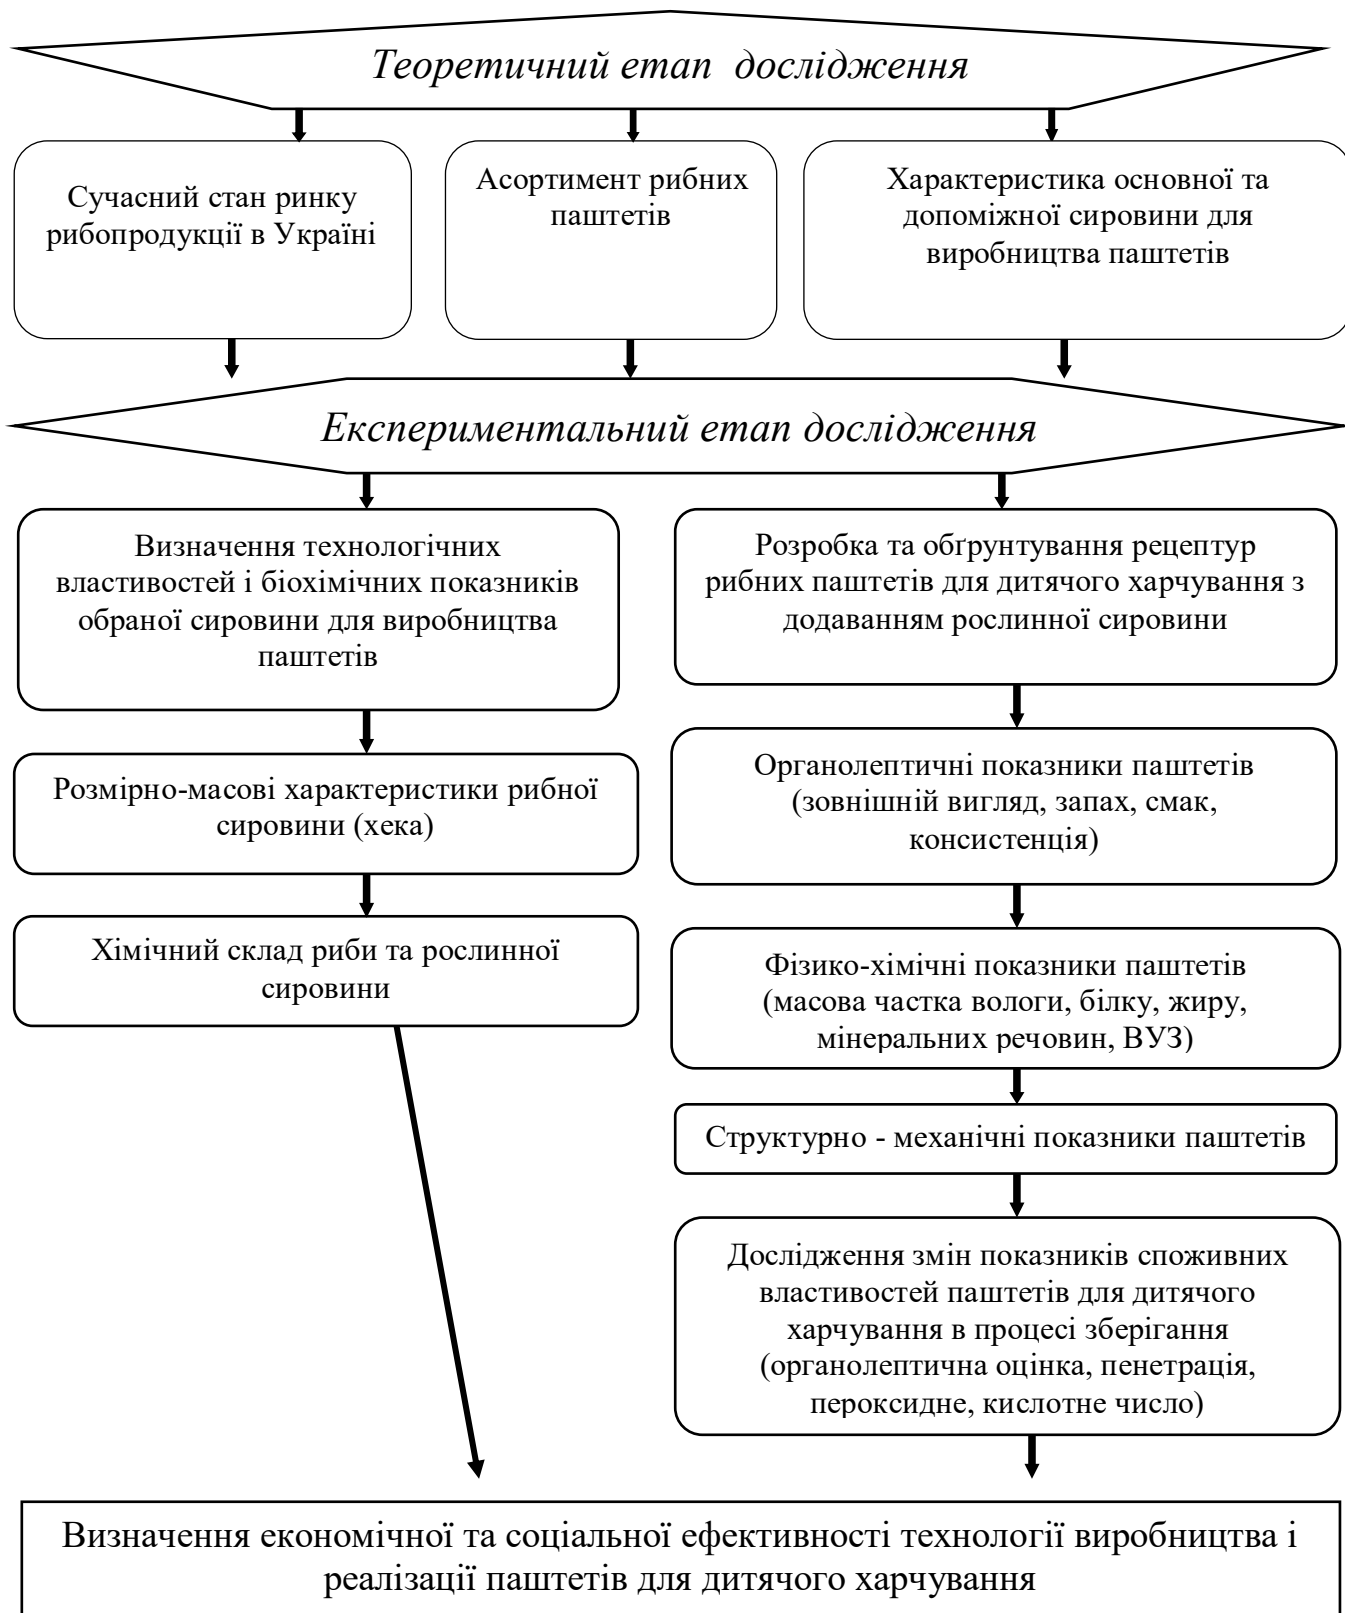 Теоретичний етап дослідження
Сучасний стан ринку
рибопродукції в Україні
Асортимент рибних
паштетів
Характеристика основної та
допоміжної сировини для
виробництва паштетів
Експериментальний етап дослідження
Визначення технологічних
властивостей і біохімічних показників
обраної сировини для виробництва
паштетів
Розробка та обґрунтування рецептур
рибних паштетів для дитячого харчування з
додаванням рослинної сировини
Розмірно-масові характеристики рибної
сировини (хека)
Органолептичні показники паштетів
(зовнішній вигляд, запах, смак,
консистенція)
Хімічний склад риби та рослинної
сировини
Фізико-хімічні показники паштетів
(масова частка вологи, білку, жиру,
мінеральних речовин, ВУЗ)
Структурно - механічні показники паштетів
Дослідження змін показників споживних
властивостей паштетів для дитячого
харчування в процесі зберігання
(органолептична оцінка, пенетрація,
пероксидне, кислотне число)
Визначення економічної та соціальної ефективності технології виробництва і
реалізації паштетів для дитячого харчування